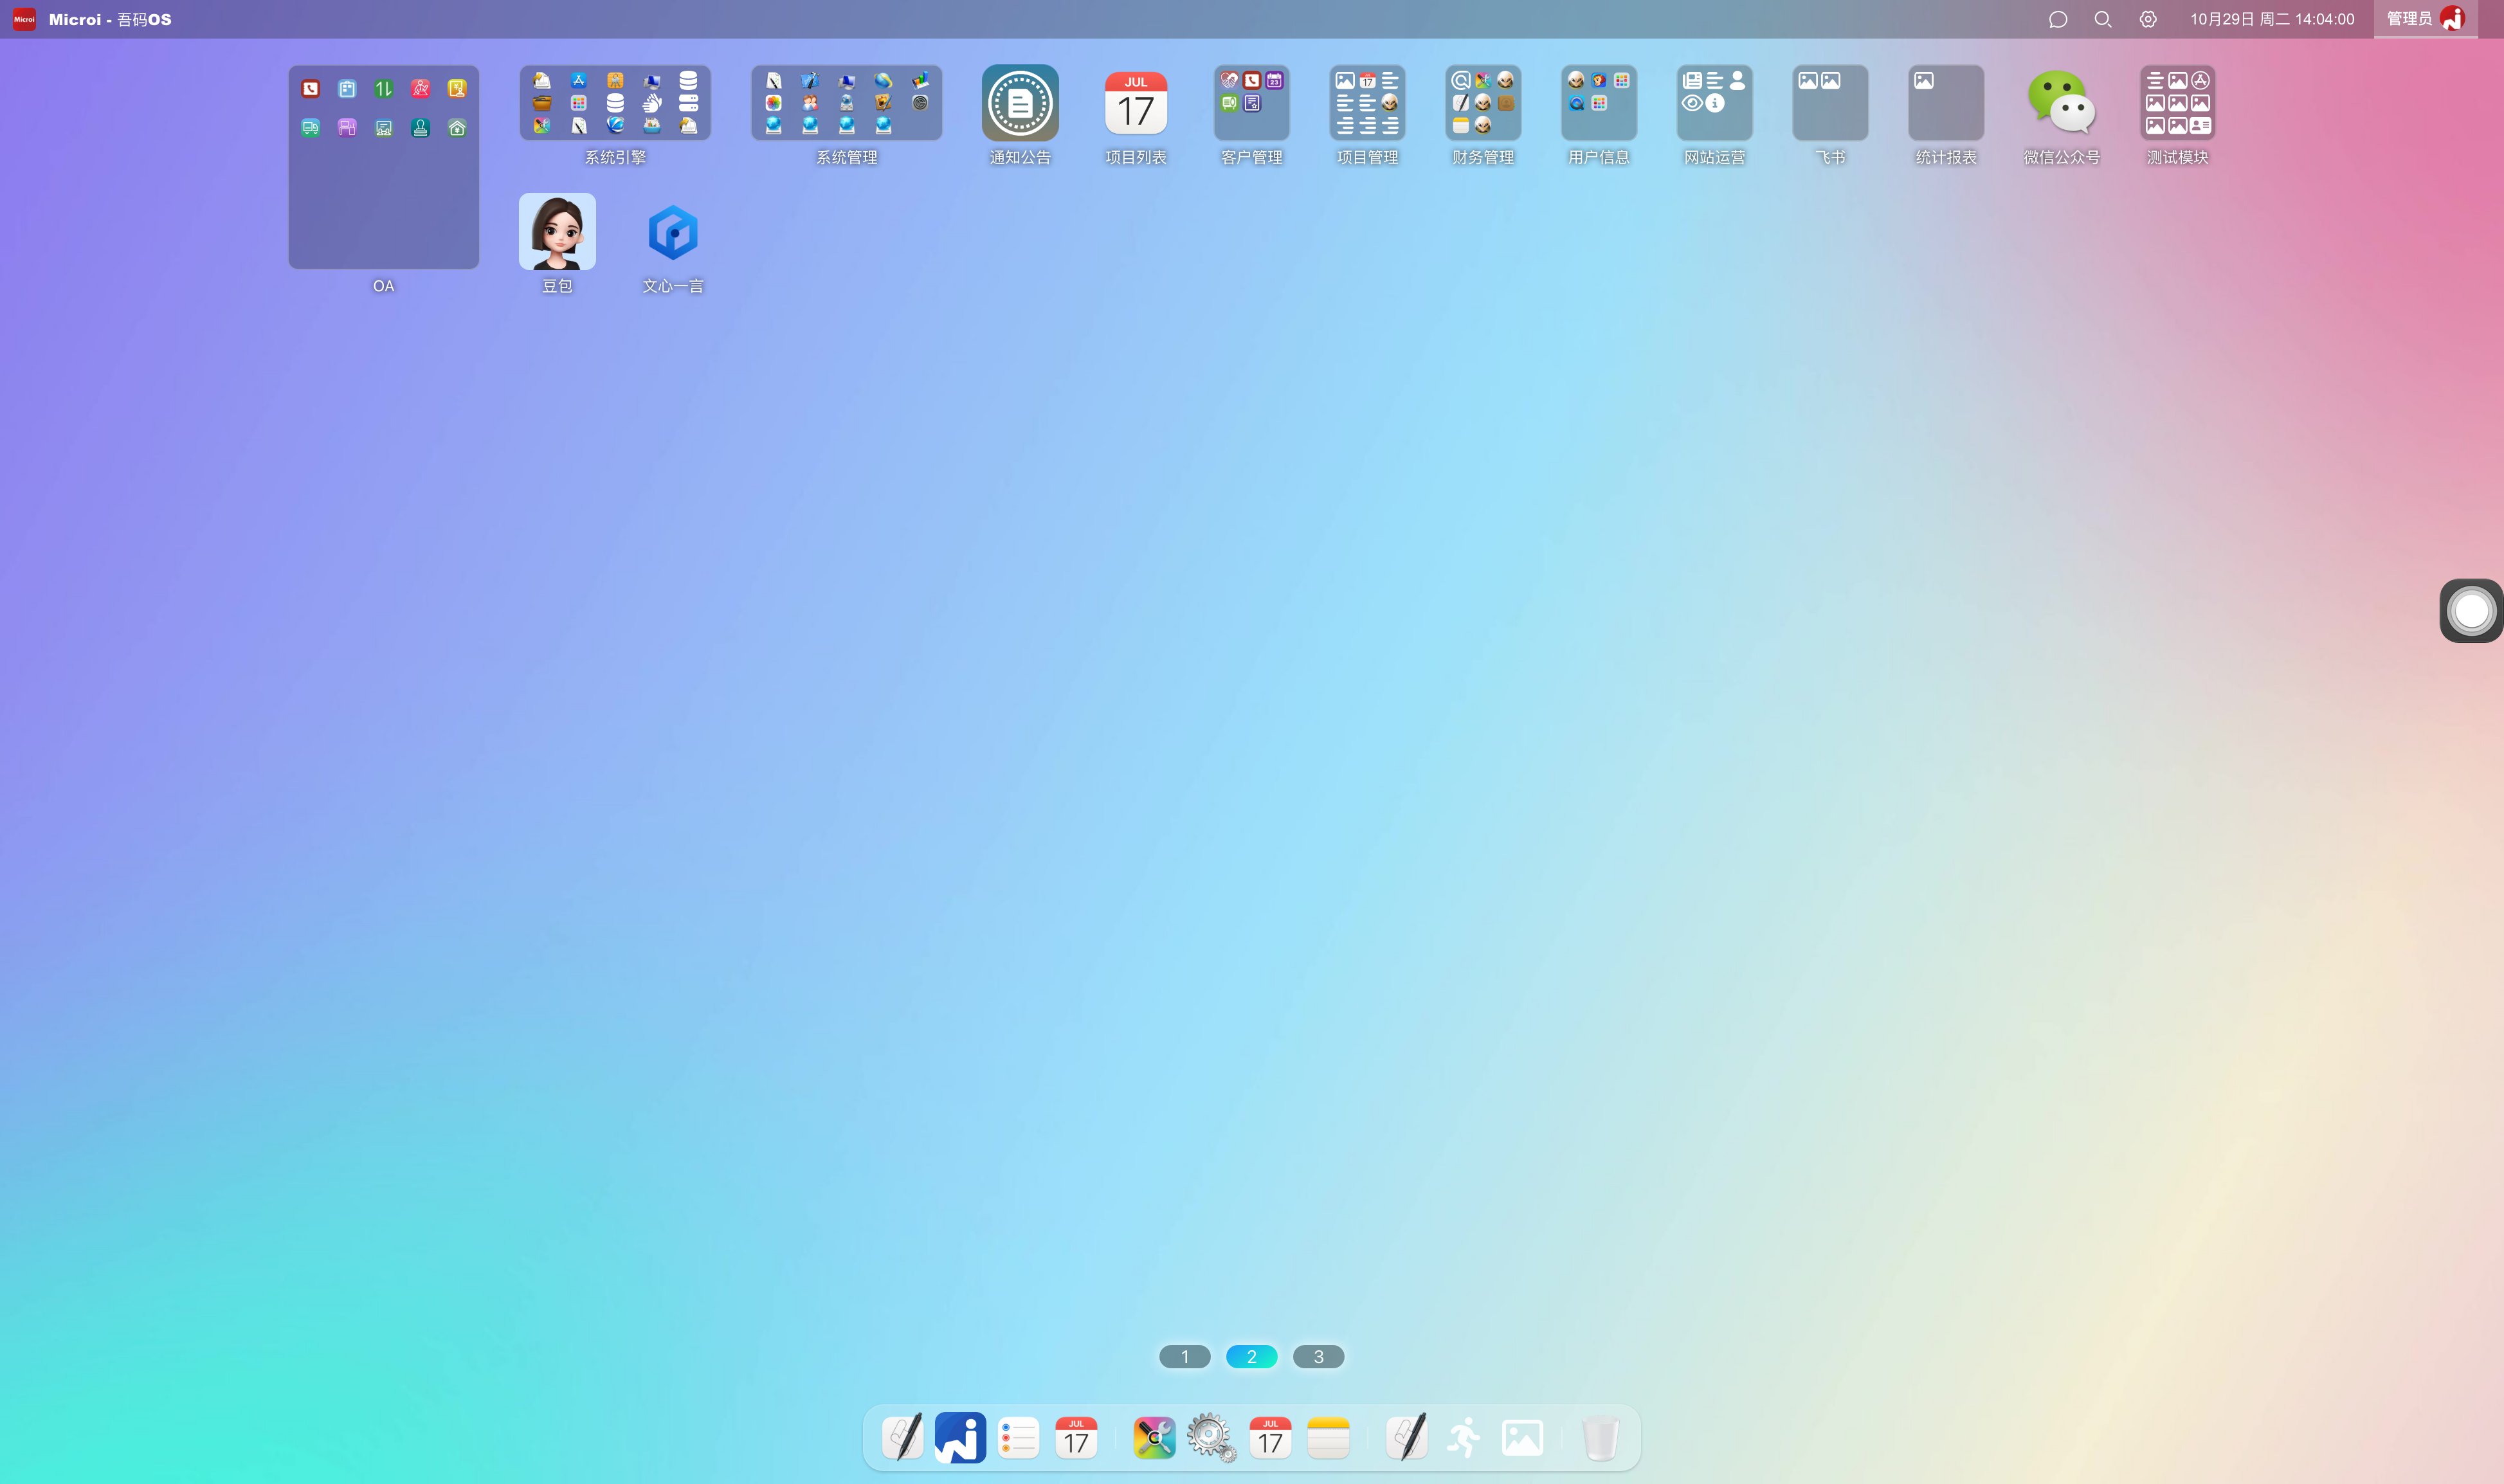 Microi
Microi - 吾码OS
10月29日 周二 14:04:00
管理员
JUL
17
系统引擎
系统管理
通知公告
项目列表
客户管理
项目管理
财务管理
用户信息
网站运营
飞书
统计报表
微信公众号
测试模块
OA
豆包
文心一言
1
2
3
JUL
17
JUL
17